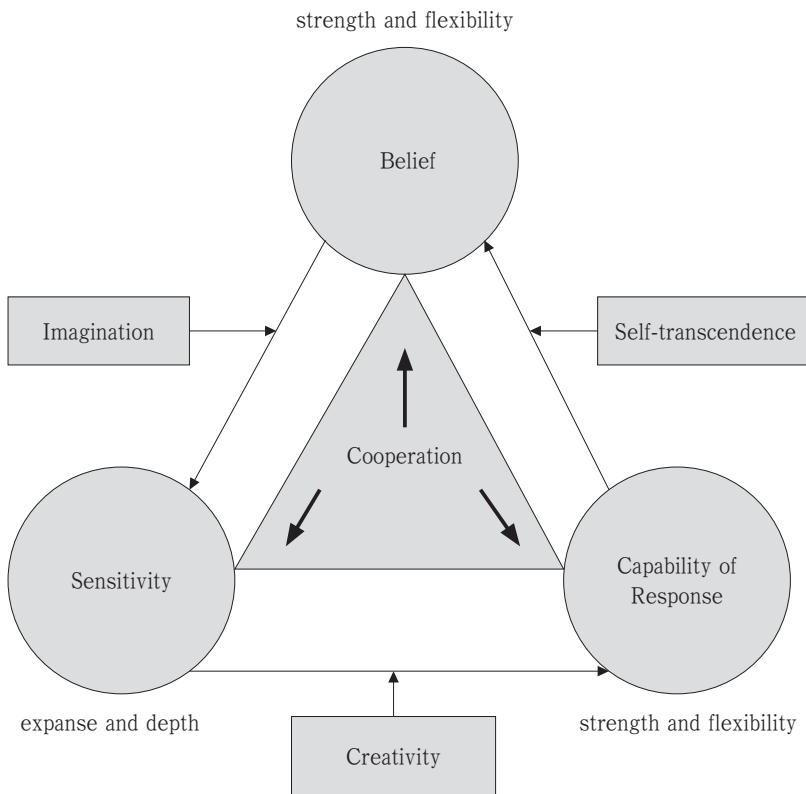 strength and flexibility
Belief
Imagination
Self-transcendence
Cooperation
Sensitivity
Capability of
Response
expanse and depth
strength and flexibility
Creativity